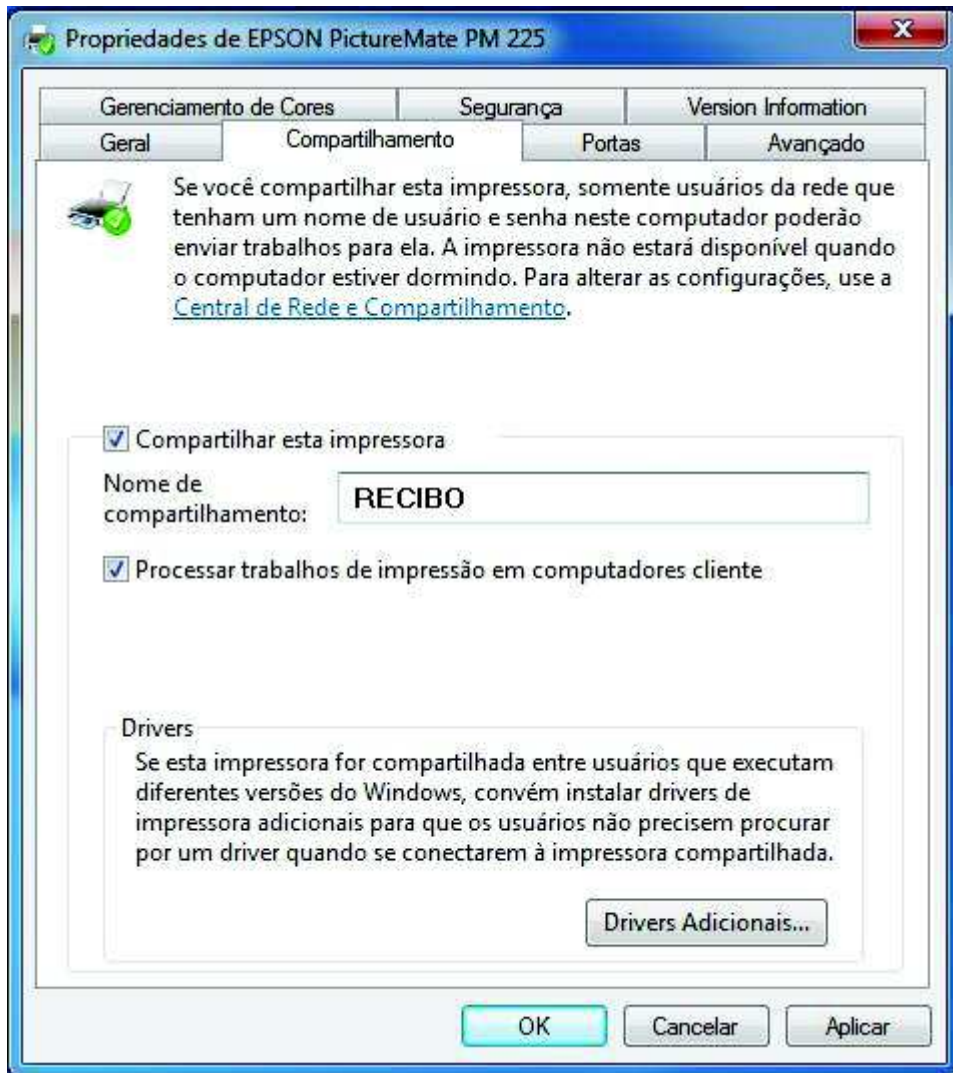 Propriedades de EPSON PictureMate PM 225
Gerenciamento de Cores
Segurança
Version Information
Geral
Compartilhamento
Portas
Avançado
Se você compartilhar esta impressora, somente usuários da rede que
tenham um nome de usuário e senha neste computador poderão
enviar trabalhos para ela. A impressora não estará disponível quando
o computador estiver dormindo. Para alterar as configurações, use a
Central de Rede e Compartilhamento.
Compartilhar esta impressora
Nome de
compartilhamento:
RECIBO
Processar trabalhos de impressão em computadores cliente
Drivers
Se esta impressora for compartilhada entre usuários que executam
diferentes versões do Windows, convém instalar drivers de
impressora adicionais para que os usuários não precisem procurar
por um driver quando se conectarem à impressora compartilhada.
Drivers Adicionais...
OK
Cancelar
Aplicar